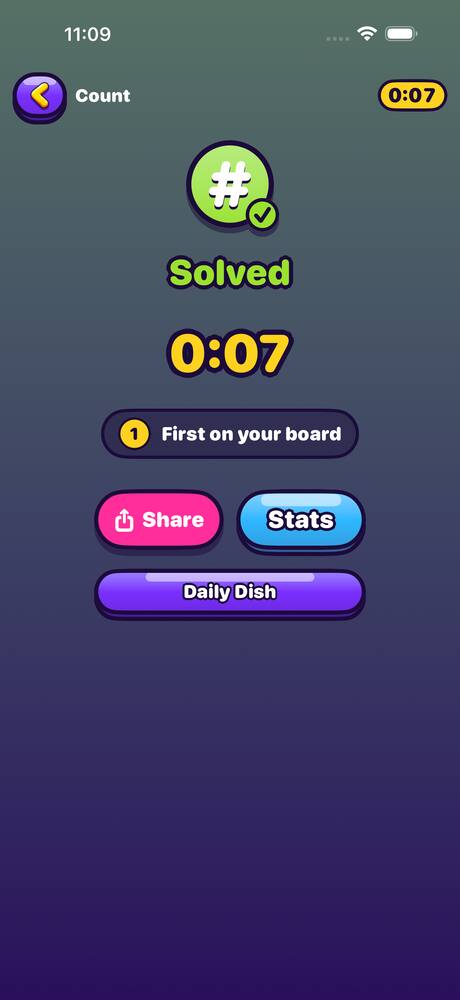 11:09
Count
0:07
#
Solved
0:07
1 First on your board
Share
Stats
Daily Dish